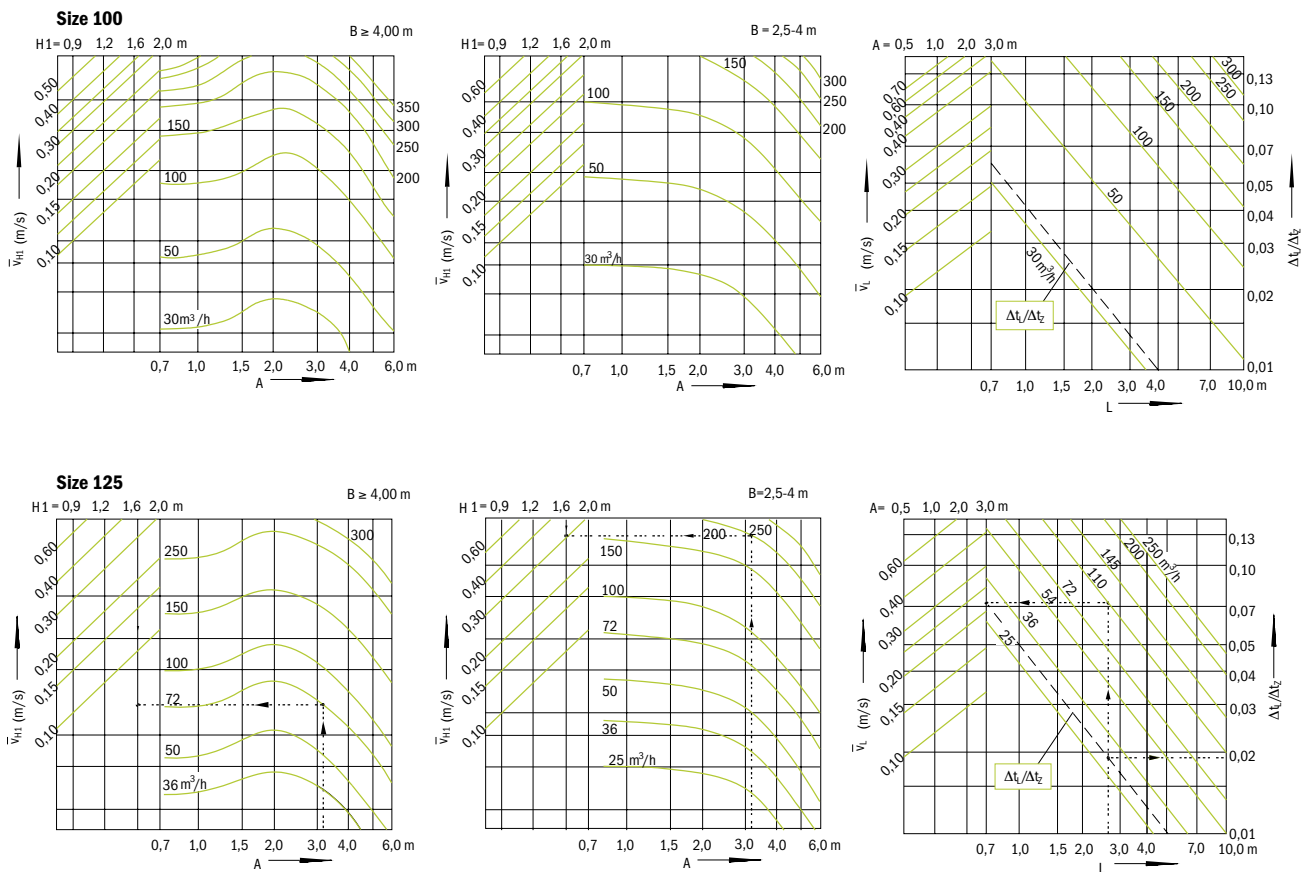 Size 100
B ≥ 4,00 m
H1= 0,9 1,2 1,6 2,0 m
0,50
0,40
0,30
0,20
0,15
0,10
v̅H1 (m/s)
350
300
250
200
150
100
50
30m³/h
0,7 1,0 1,5 2,0 3,0 4,0 6,0 m
A
B = 2,5-4 m
H1= 0,9 1,2 1,6 2,0 m
0,60
0,40
0,30
0,20
0,15
0,10
v̅H1 (m/s)
150
300
250
200
100
50
30 m³/h
0,7 1,0 1,5 2,0 3,0 4,0 6,0 m
A
A = 0,5 1,0 2,0 3,0 m
0,70
0,60
0,40
0,40
0,30
0,20
0,15
0,10
v̅L (m/s)
300
250
200
150
100
50
30 m³/h
ΔtL/ΔtZ
0,13
0,10
0,07
0,05
0,04
0,03
0,02
0,01
ΔtL/ΔtZ
0,7 1,0 1,5 2,0 3,0 4,0 7,0 10,0 m
L
Size 125
B ≥ 4,00 m
H1= 0,9 1,2 1,6 2,0 m
0,60
0,40
0,30
0,20
0,15
0,10
v̅H1 (m/s)
300
250
150
100
72
50
36 m³/h
0,7 1,0 1,5 2,0 3,0 4,0 6,0 m
A
B=2,5-4 m
H1= 0,9 1,2 1,6 2,0 m
0,60
0,40
0,30
0,20
0,15
0,10
v̅H1 (m/s)
250
200
150
100
72
50
36
25 m³/h
0,7 1,0 1,5 2,0 3,0 4,0 6,0 m
A
A= 0,5 1,0 2,0 3,0 m
0,60
0,40
0,30
0,20
0,15
0,10
v̅L (m/s)
250 m³/h
200
145
110
72
54
36
25
ΔtL/ΔtZ
0,13
0,10
0,07
0,05
0,04
0,03
0,02
0,01
ΔtL/ΔtZ
0,7 1,0 1,5 2,0 3,0 4,0 7,0 10,0 m
L